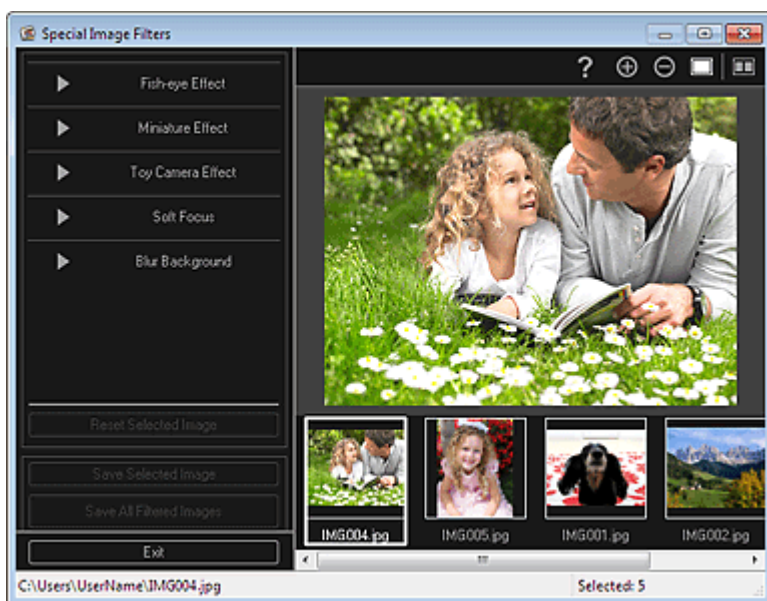 Special Image Filters
?
Fish-eye Effect
Miniature Effect
Toy Camera Effect
Soft Focus
Blur Background
Reset Selected Image
Save Selected Image
Save All Filtered Images
Exit
IMG004.jpg
IMG005.jpg
IMG001.jpg
IMG002.jpg
C:\Users\UserName\IMG004.jpg
Selected: 5